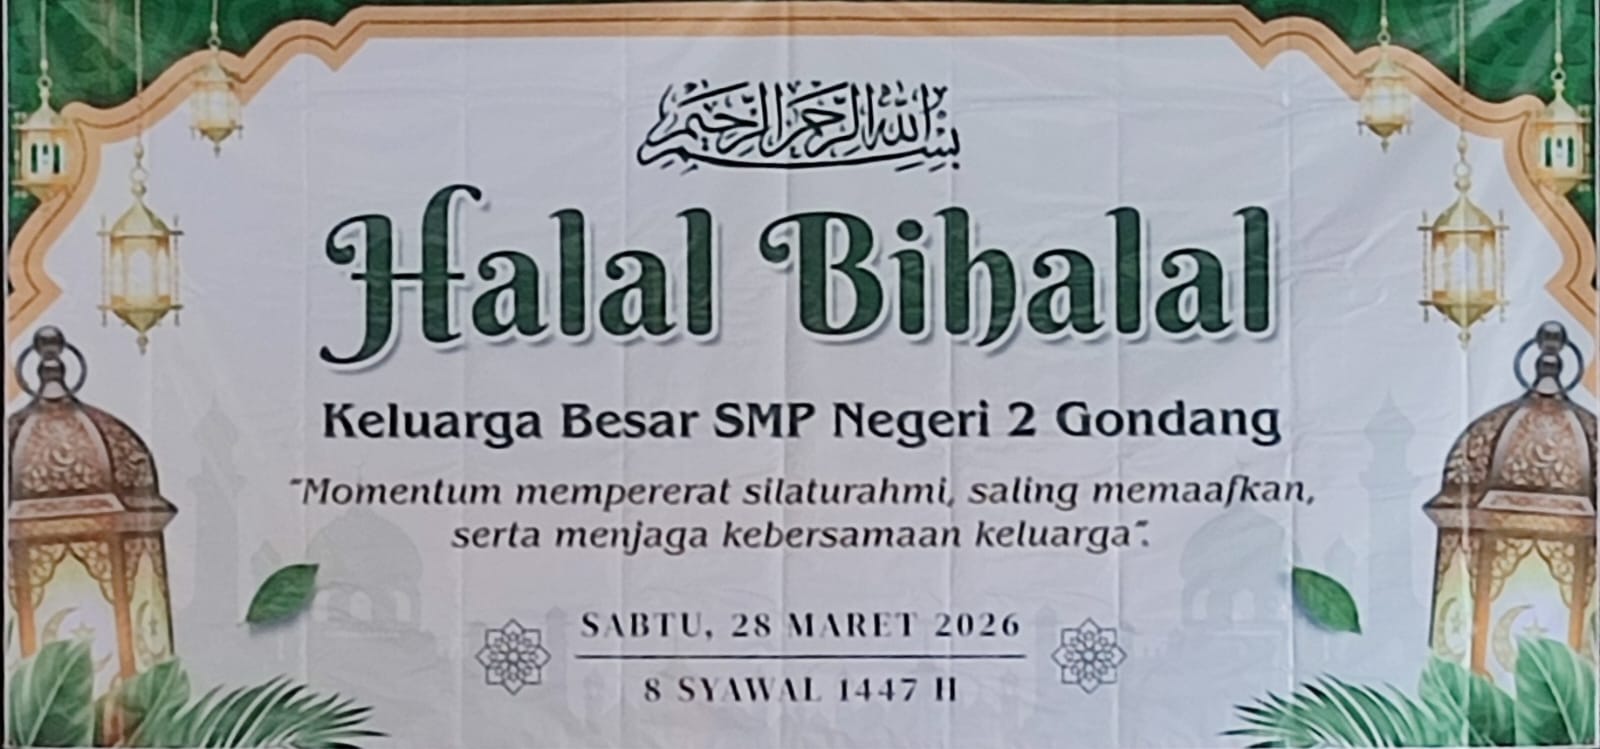 بسم الله الرحمن الرحيم
Halal Bihalal
Keluarga Besar SMP Negeri 2 Gondang
"Momentum mempererat silaturahmi, saling memaafkan,
serta menjaga kebersamaan keluarga".
SABTU, 28 MARET 2026
8 SYAWAL 1447 H